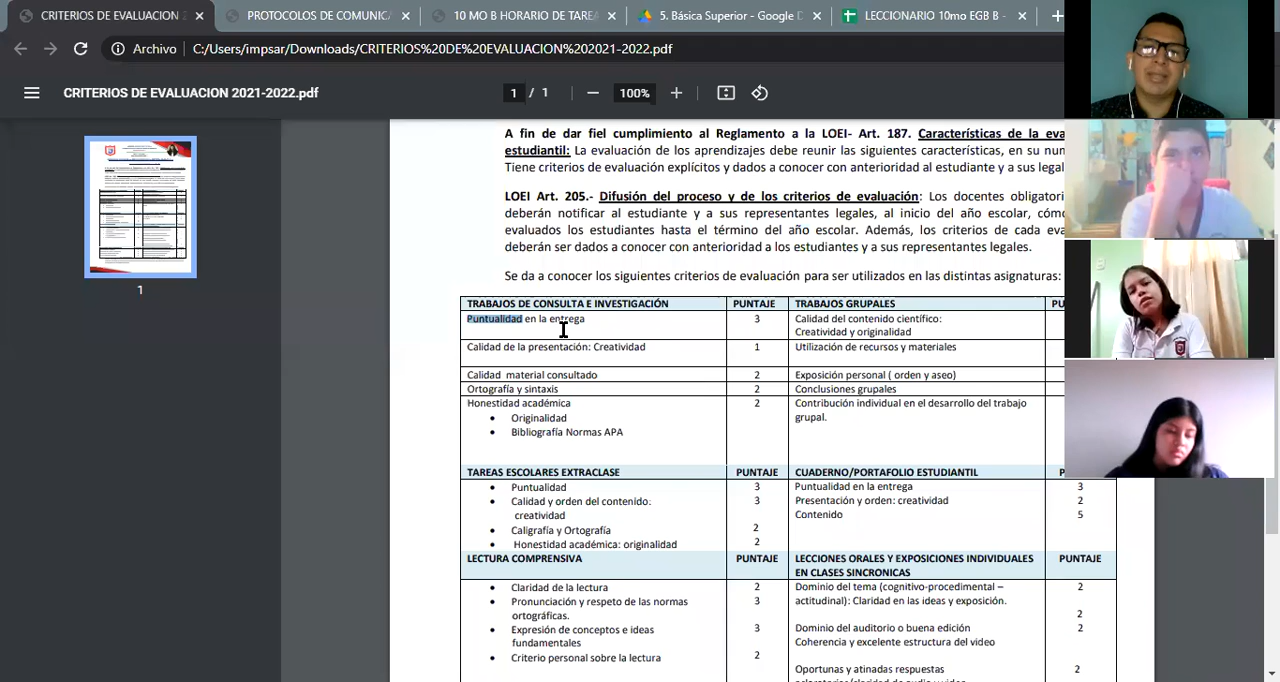 CRITERIOS DE EVALUACION 2
PROTOCOLOS DE COMUNICA
10 MO B HORARIO DE TAREA
5. Básica Superior - Google D
LECCIONARIO 10mo EGB B -
Archivo
C:/Users/impsar/Downloads/CRITERIOS%20DE%20EVALUACION%202021-2022.pdf
CRITERIOS DE EVALUACION 2021-2022.pdf
1 / 1
100%
1
A fin de dar fiel cumplimiento al Reglamento a la LOEI- Art. 187. Características de la eva
estudiantil: La evaluación de los aprendizajes debe reunir las siguientes características, en su nun
Tiene criterios de evaluación explícitos y dados a conocer con anterioridad al estudiante y a sus legal
LOEI Art. 205.- Difusión del proceso y de los criterios de evaluación: Los docentes obligatori
deberán notificar al estudiante y a sus representantes legales, al inicio del año escolar, cóm
evaluados los estudiantes hasta el término del año escolar. Además, los criterios de cada eva
deberán ser dados a conocer con anterioridad a los estudiantes y a sus representantes legales.
Se da a conocer los siguientes criterios de evaluación para ser utilizados en las distintas asignaturas:
TRABAJOS DE CONSULTA E INVESTIGACIÓN PUNTAJE TRABAJOS GRUPALES PU
Puntualidad en la entrega 3 Calidad del contenido científico:
Creatividad y originalidad
Calidad de la presentación: Creatividad 1 Utilización de recursos y materiales
Calidad material consultado 2 Exposición personal ( orden y aseo)
Ortografía y sintaxis 2 Conclusiones grupales
Honestidad académica 2 Contribución individual en el desarrollo del trabajo
• Originalidad grupal.
• Bibliografía Normas APA
TAREAS ESCOLARES EXTRACLASE PUNTAJE CUADERNO/PORTAFOLIO ESTUDIANTIL P
• Puntualidad 3 Puntualidad en la entrega 3
• Calidad y orden del contenido: 3 Presentación y orden: creatividad 2
creatividad Contenido 5
• Caligrafía y Ortografía 2
• Honestidad académica: originalidad 2
LECTURA COMPRENSIVA PUNTAJE LECCIONES ORALES Y EXPOSICIONES INDIVIDUALES PUNTAJE
EN CLASES SINCRONICAS
• Claridad de la lectura 2 Dominio del tema (cognitivo-procedimental – 2
• Pronunciación y respeto de las normas 3 actitudinal): Claridad en las ideas y exposición.
ortográficas. 2
• Expresión de conceptos e ideas 3 Dominio del auditorio o buena edición 2
fundamentales Coherencia y excelente estructura del video
• Criterio personal sobre la lectura 2
Oportunas y atinadas respuestas 2